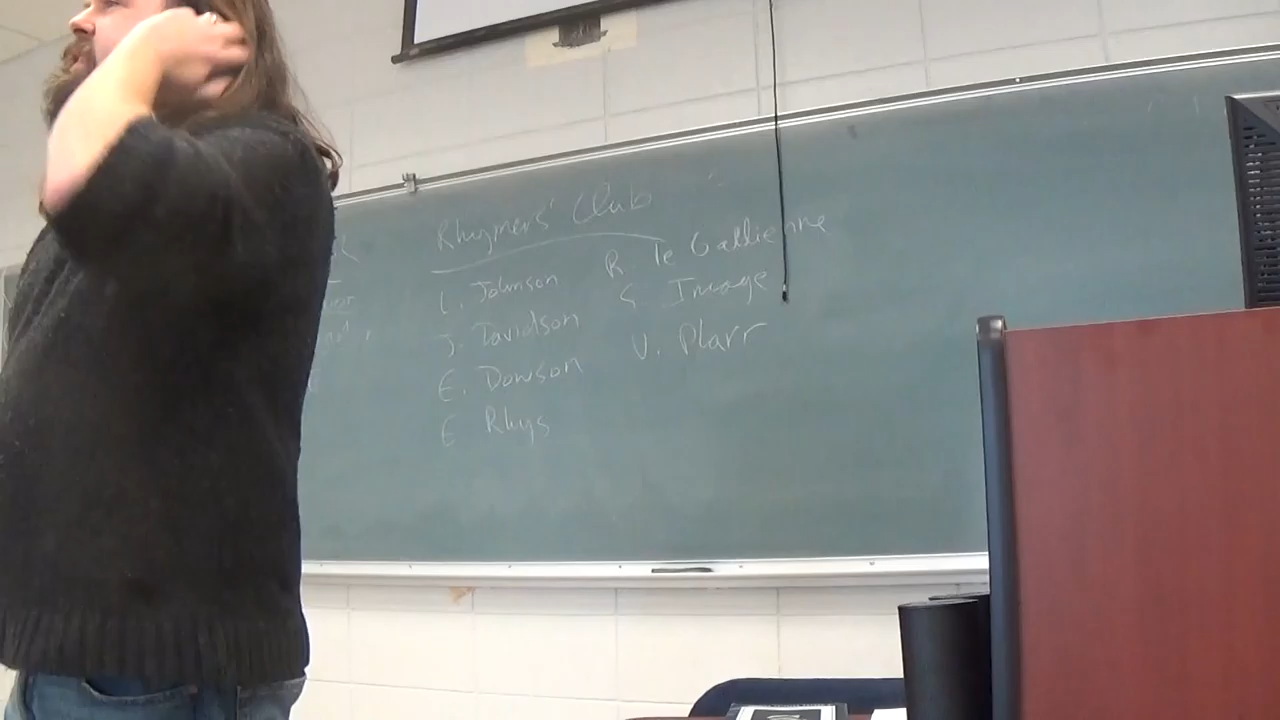 Rhymers' Club
L. Johnson
J. Davidson
E. Dowson
E Rhys
R. le Gallienne
S. Image
V. Plarr